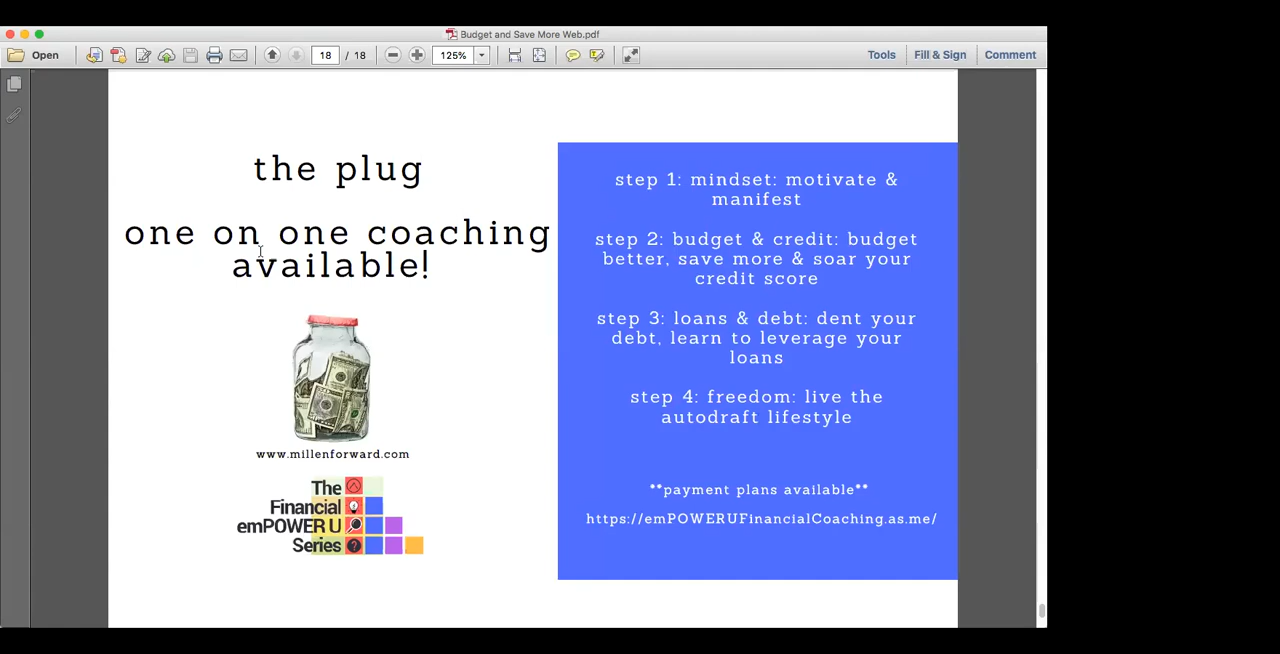 Budget and Save More Web.pdf
Open
18 / 18
125%
Tools
Fill & Sign
Comment
the plug
one on one coaching
available!
www.millenforward.com
The
Financial
emPOWER U
Series
step 1: mindset: motivate &
manifest
step 2: budget & credit: budget
better, save more & soar your
credit score
step 3: loans & debt: dent your
debt, learn to leverage your
loans
step 4: freedom: live the
autodraft lifestyle
**payment plans available**
https://emPOWERUFinancialCoaching.as.me/